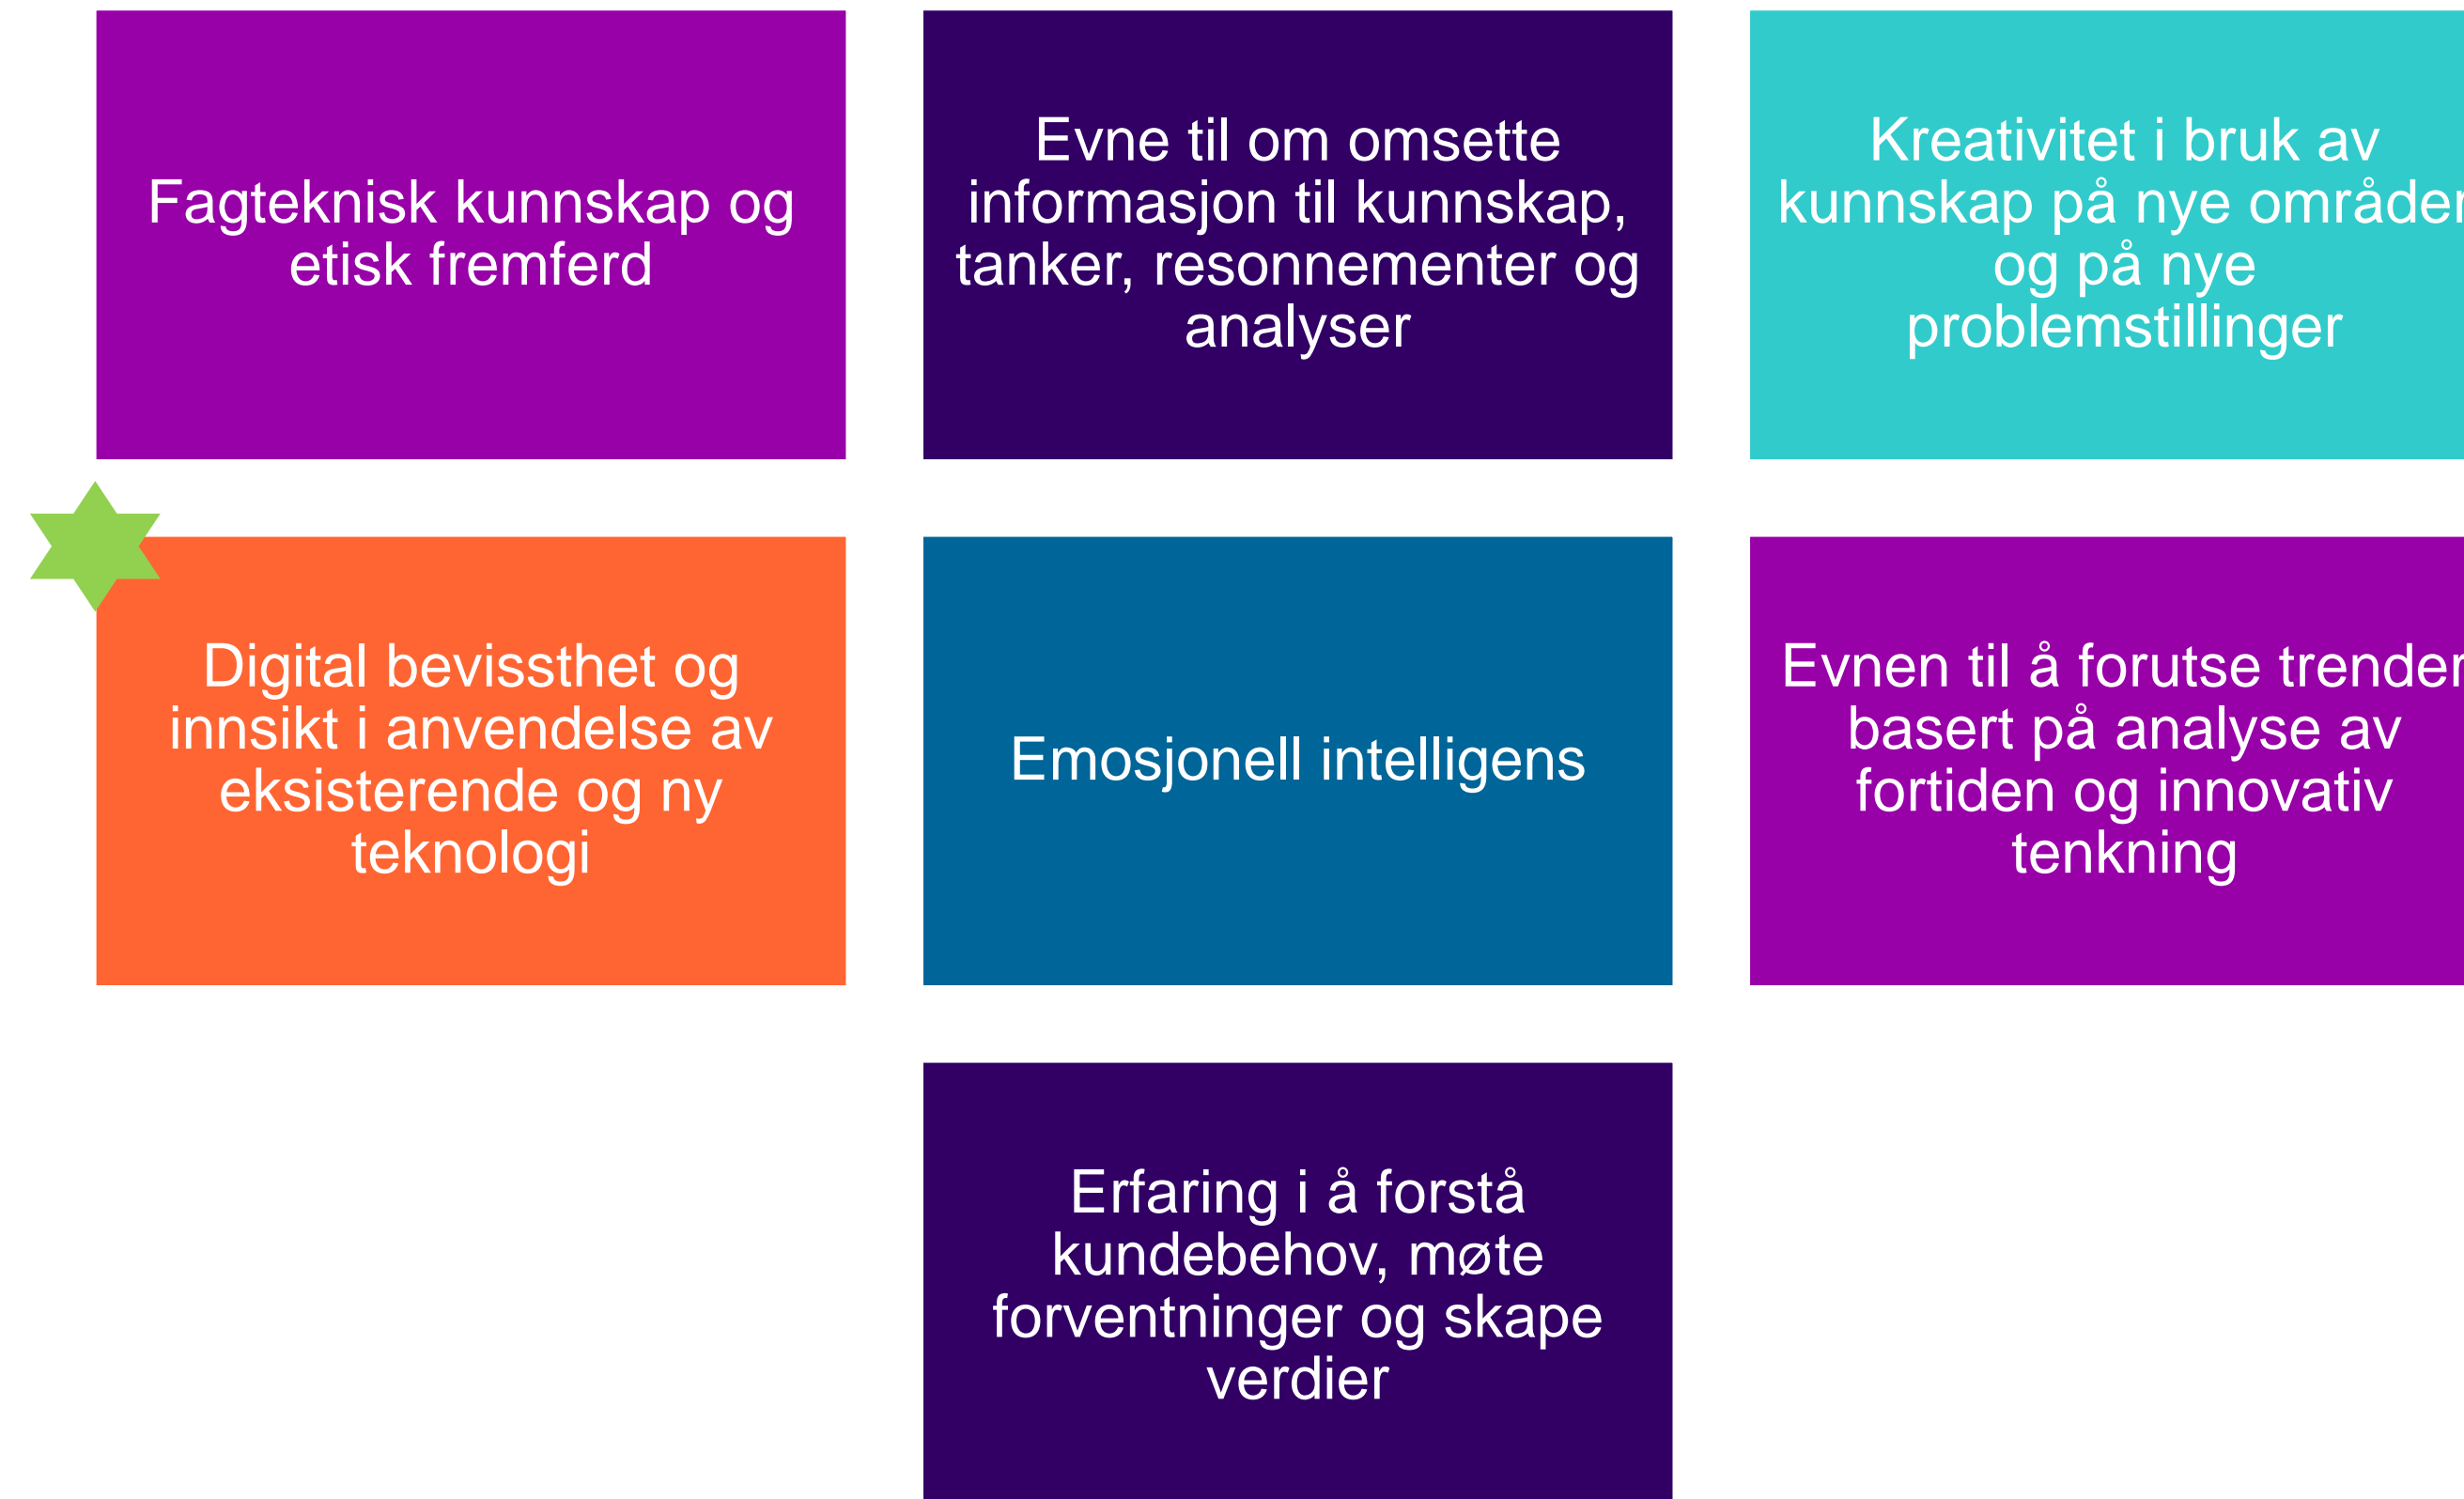 Fagteknisk kunnskap og
etisk fremferd
Evne til om omsette
informasjon til kunnskap,
tanker, resonnementer og
analyser
Kreativitet i bruk av
kunnskap på nye områder
og på nye
problemstillinger
Digital bevissthet og
innsikt i anvendelse av
eksisterende og ny
teknologi
Emosjonell intelligens
Evnen til å forutse trender
basert på analyse av
fortiden og innovativ
tenkning
Erfaring i å forstå
kundebehov, møte
forventninger og skape
verdier